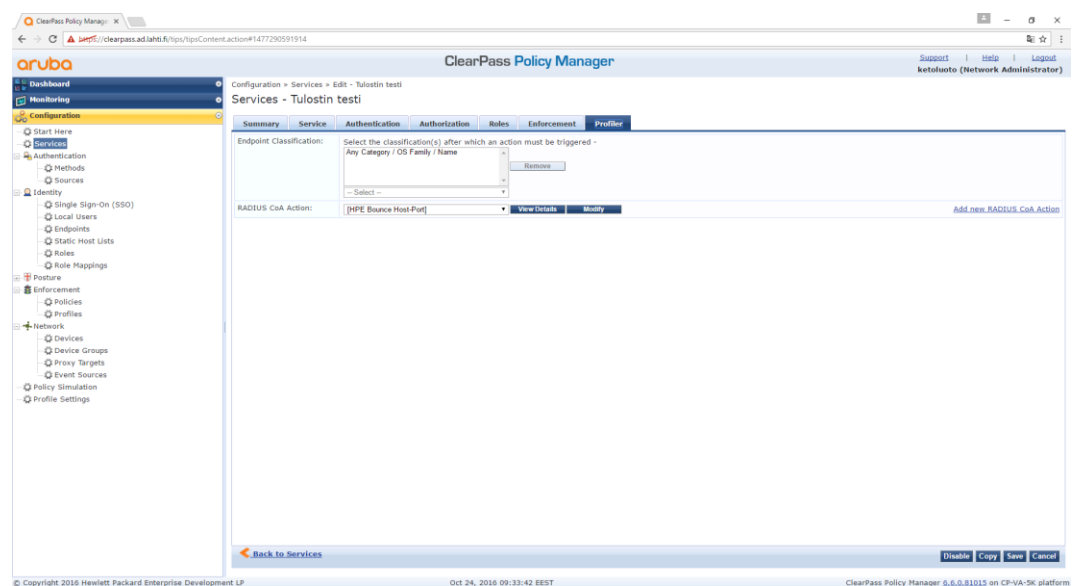 ClearPass Policy Manag
https://clearpass.ad.lahti.fi/tips/tipsContent.action#1477290591914
aruba
ClearPass Policy Manager
Support | Help | Logout
ketoluoto (Network Administrator)
Dashboard
Monitoring
Configuration
Start Here
Services
Authentication
Methods
Sources
Identity
Single Sign-On (SSO)
Local Users
Endpoints
Static Host Lists
Roles
Role Mappings
Posture
Enforcement
Policies
Profiles
Network
Devices
Device Groups
Proxy Targets
Event Sources
Policy Simulation
Profile Settings
Configuration » Services » Edit - Tulostin testi
Services - Tulostin testi
Summary Service Authentication Authorization Roles Enforcement Profiler
Endpoint Classification: Select the classification(s) after which an action must be triggered -
Any Category / OS Family / Name
Remove
-- Select --
RADIUS CoA Action: [HPE Bounce Host-Port] View Details Modify Add new RADIUS CoA Action
Back to Services
Disable Copy Save Cancel
© Copyright 2016 Hewlett Packard Enterprise Development LP Oct 24, 2016 09:33:42 EEST ClearPass Policy Manager 6.6.0.81015 on CP-VA-5K platform